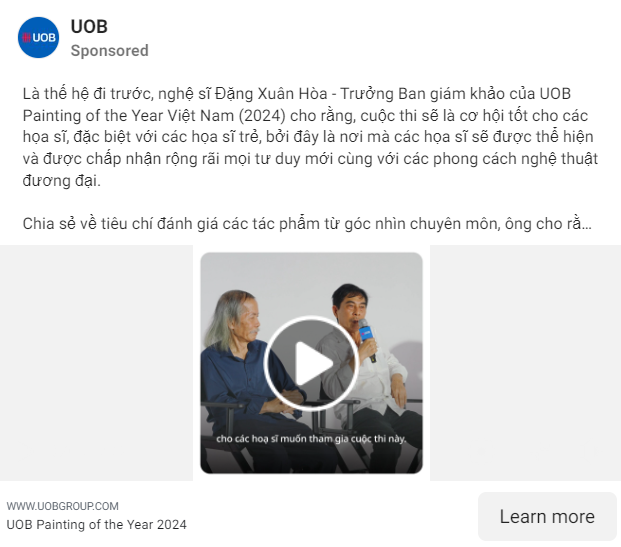 UOB
UOB
Sponsored
Là thế hệ đi trước, nghệ sĩ Đặng Xuân Hòa - Trưởng Ban giám khảo của UOB
Painting of the Year Việt Nam (2024) cho rằng, cuộc thi sẽ là cơ hội tốt cho các
họa sĩ, đặc biệt với các họa sĩ trẻ, bởi đây là nơi mà các họa sĩ sẽ được thể hiện
và được chấp nhận rộng rãi mọi tư duy mới cùng với các phong cách nghệ thuật
đương đại.
Chia sẻ về tiêu chí đánh giá các tác phẩm từ góc nhìn chuyên môn, ông cho rằ...
cho các hoạ sĩ muốn tham gia cuộc thi này.
WWW.UOBGROUP.COM
UOB Painting of the Year 2024
Learn more